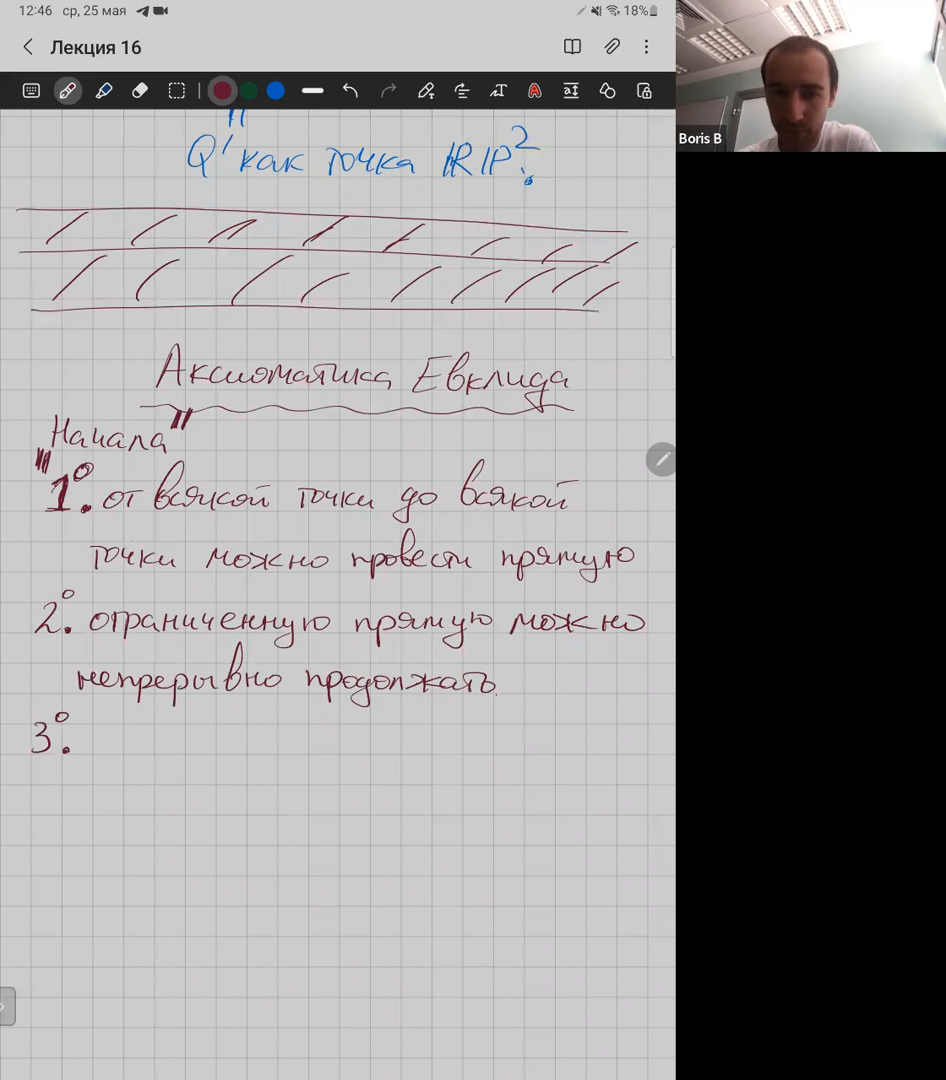 12:46 ср, 25 мая 18%
Лекция 16
Boris B
Q' как точка ℝP².
Аксиоматика Евклида
"Начала"
1°. от всякой точки до всякой
точки можно провести прямую
2°. ограниченную прямую можно
непрерывно продолжать.
3°.